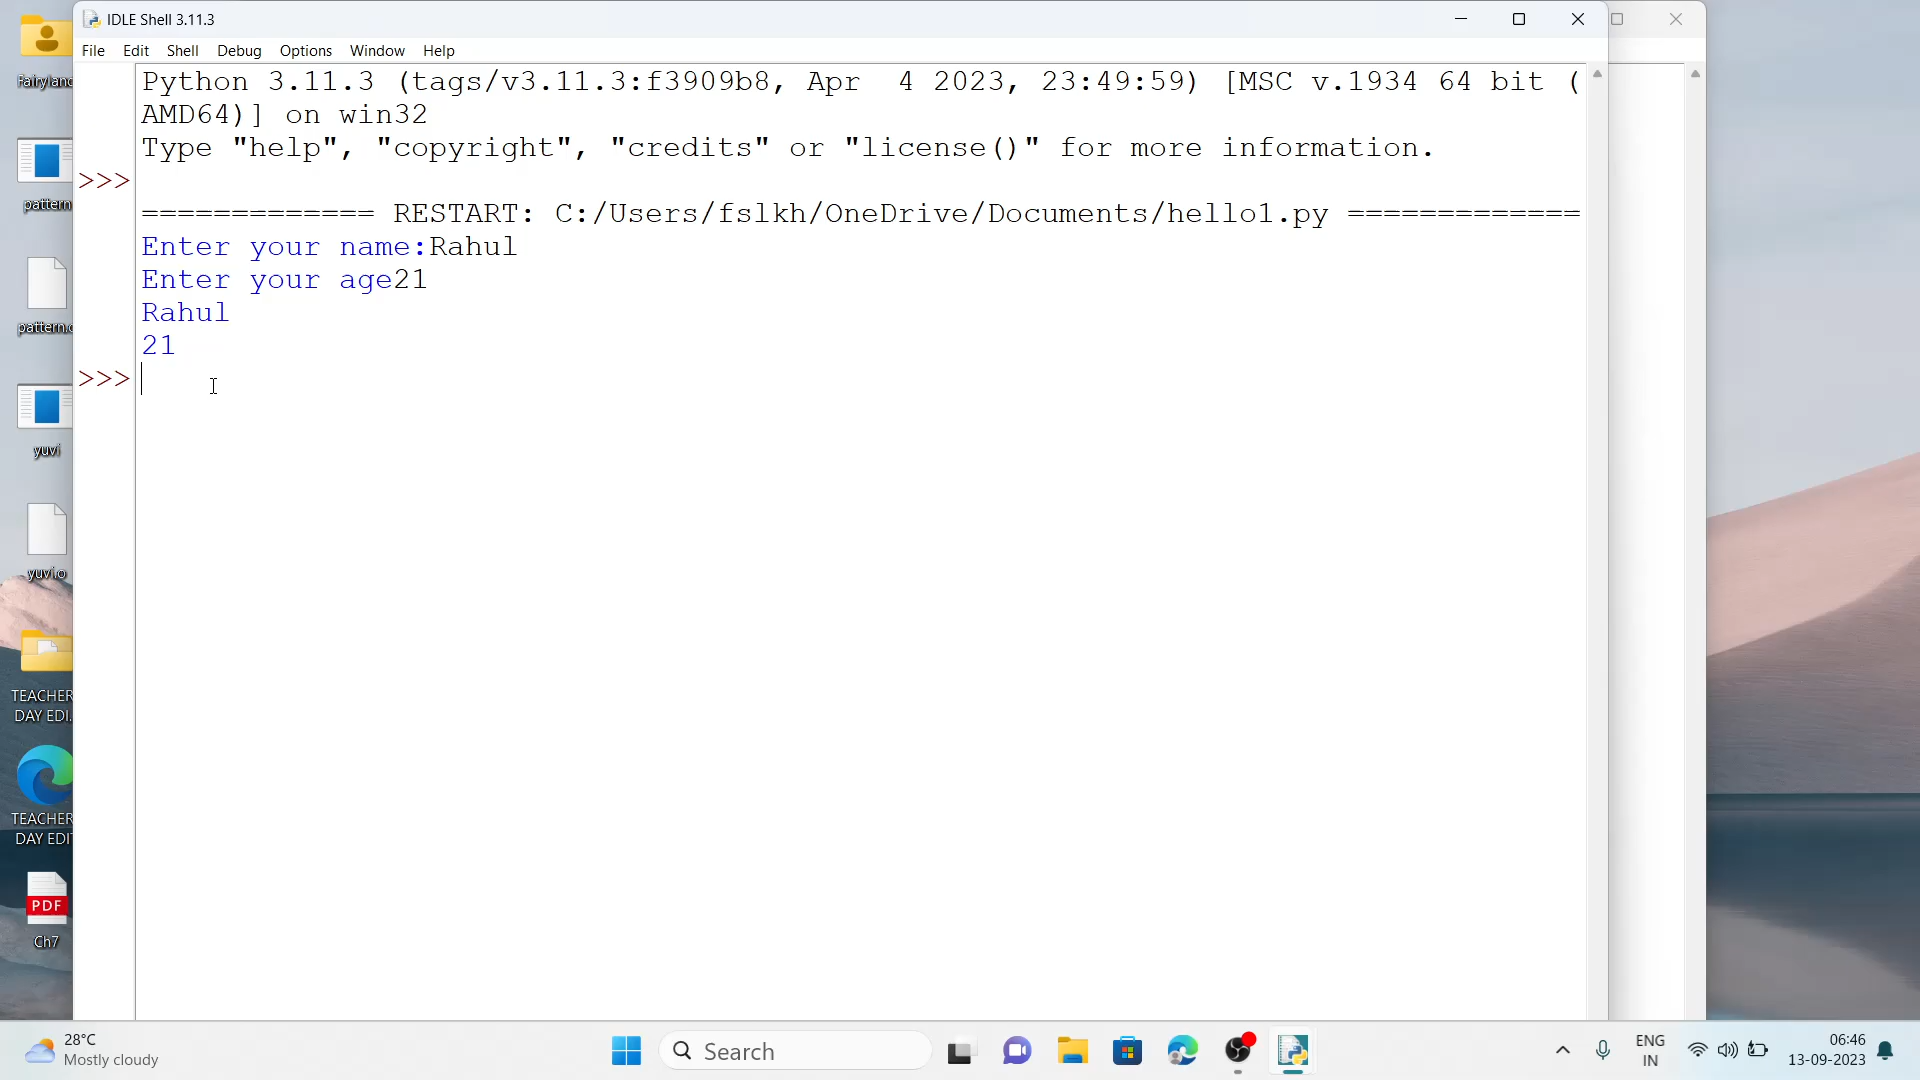 IDLE Shell 3.11.3
File Edit Shell Debug Options Window Help
Python 3.11.3 (tags/v3.11.3:f3909b8, Apr  4 2023, 23:49:59) [MSC v.1934 64 bit (
AMD64)] on win32
Type "help", "copyright", "credits" or "license()" for more information.
>>>
============= RESTART: C:/Users/fslkh/OneDrive/Documents/hello1.py =============
Enter your name:Rahul
Enter your age21
Rahul
21
>>>
Fairyland
pattern
pattern.o
yuvi
yuvi.o
TEACHER
DAY EDI...
TEACHER
DAY EDIT
PDF
Ch7
28°C
Mostly cloudy
Search
ENG
IN
06:46
13-09-2023